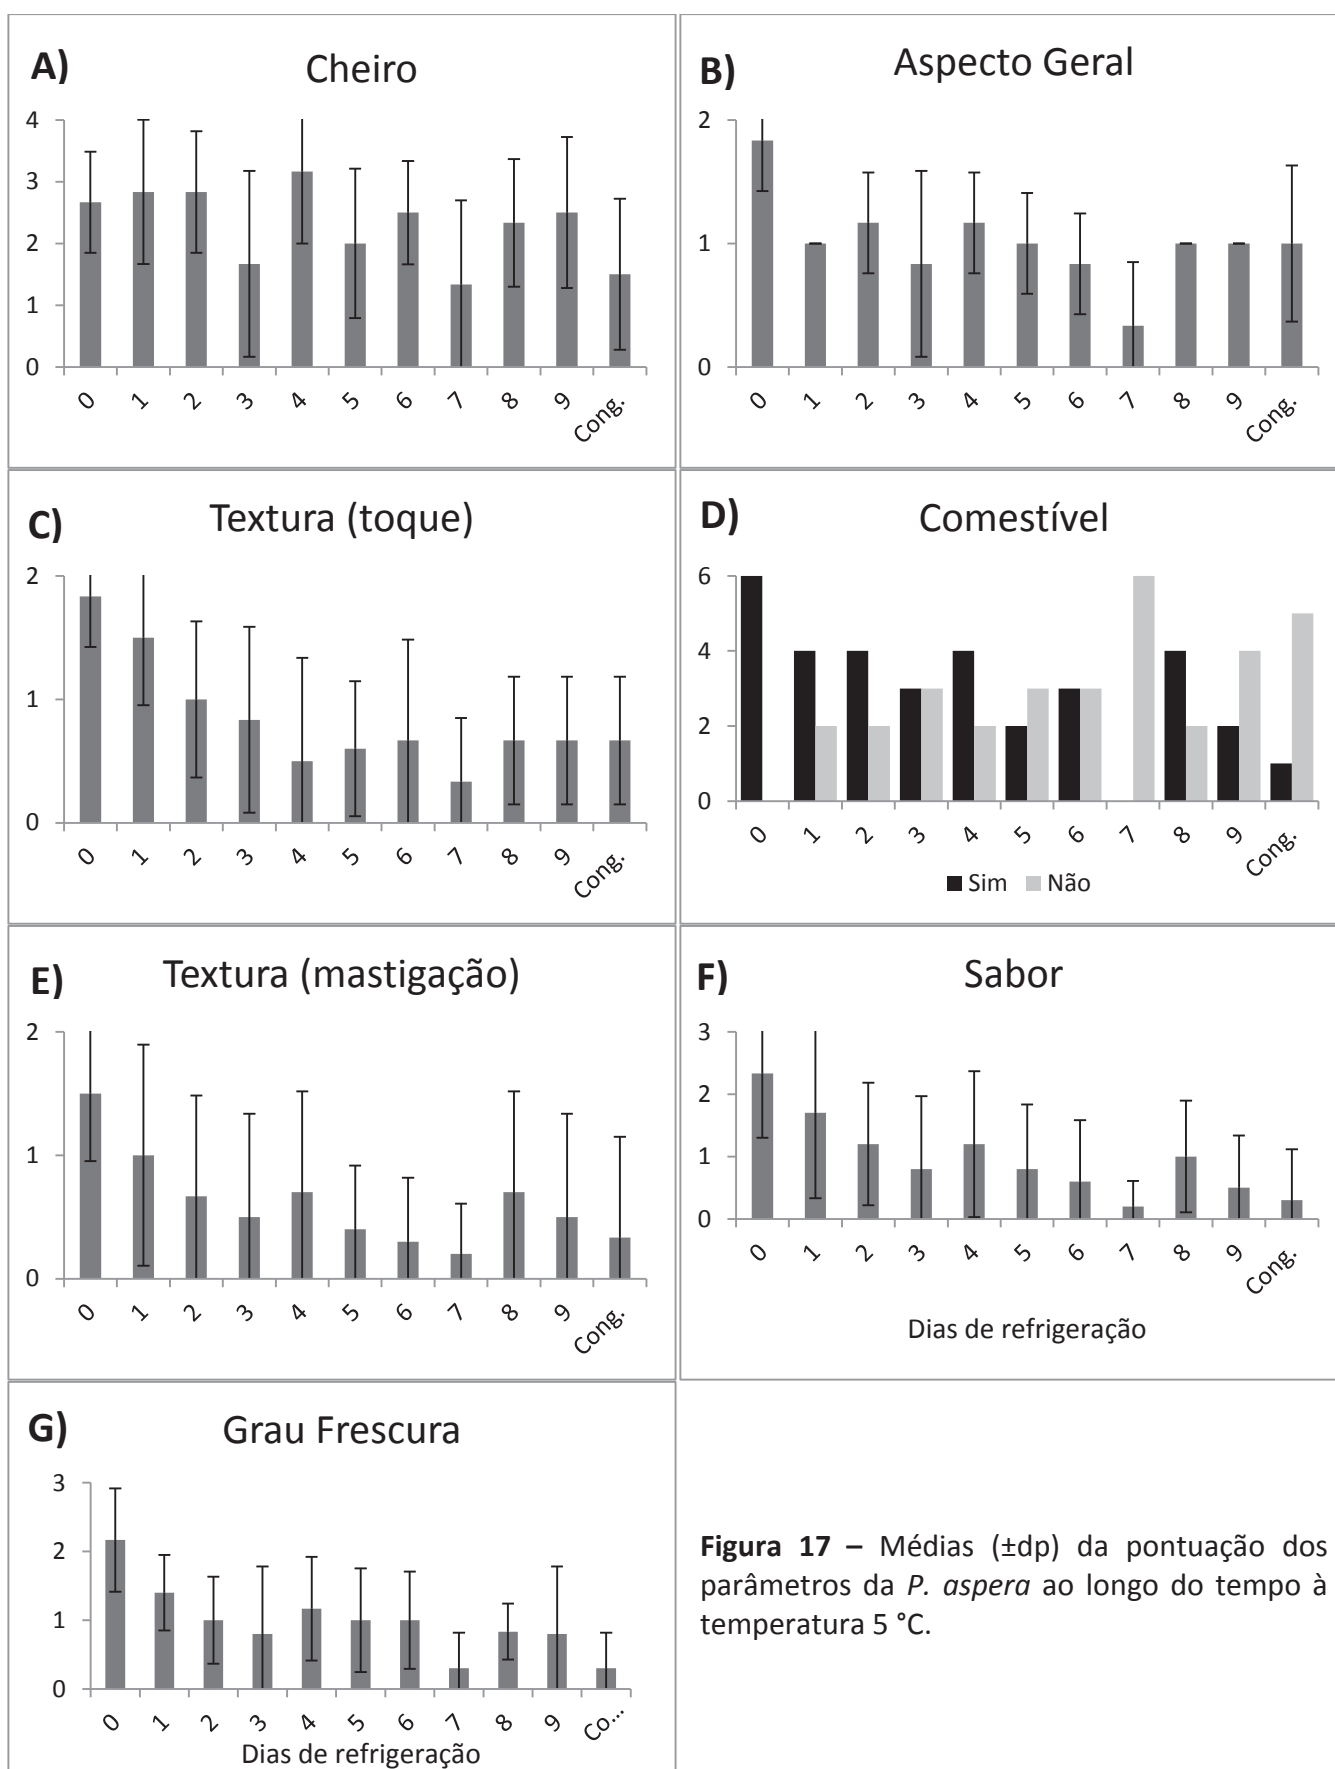 A)
Cheiro
4
3
2
1
0
0 1 2 3 4 5 6 7 8 9 Cong.
B)
Aspecto Geral
2
1
0
0 1 2 3 4 5 6 7 8 9 Cong.
C)
Textura (toque)
2
1
0
0 1 2 3 4 5 6 7 8 9 Cong.
D)
Comestível
6
4
2
0
0 1 2 3 4 5 6 7 8 9 Cong.
Sim Não
E)
Textura (mastigação)
2
1
0
0 1 2 3 4 5 6 7 8 9 Cong.
F)
Sabor
3
2
1
0
0 1 2 3 4 5 6 7 8 9 Cong.
Dias de refrigeração
G)
Grau Frescura
3
2
1
0
0 1 2 3 4 5 6 7 8 9 Co...
Dias de refrigeração
Figura 17 – Médias (±dp) da pontuação dos
parâmetros da P. aspera ao longo do tempo à
temperatura 5 °C.